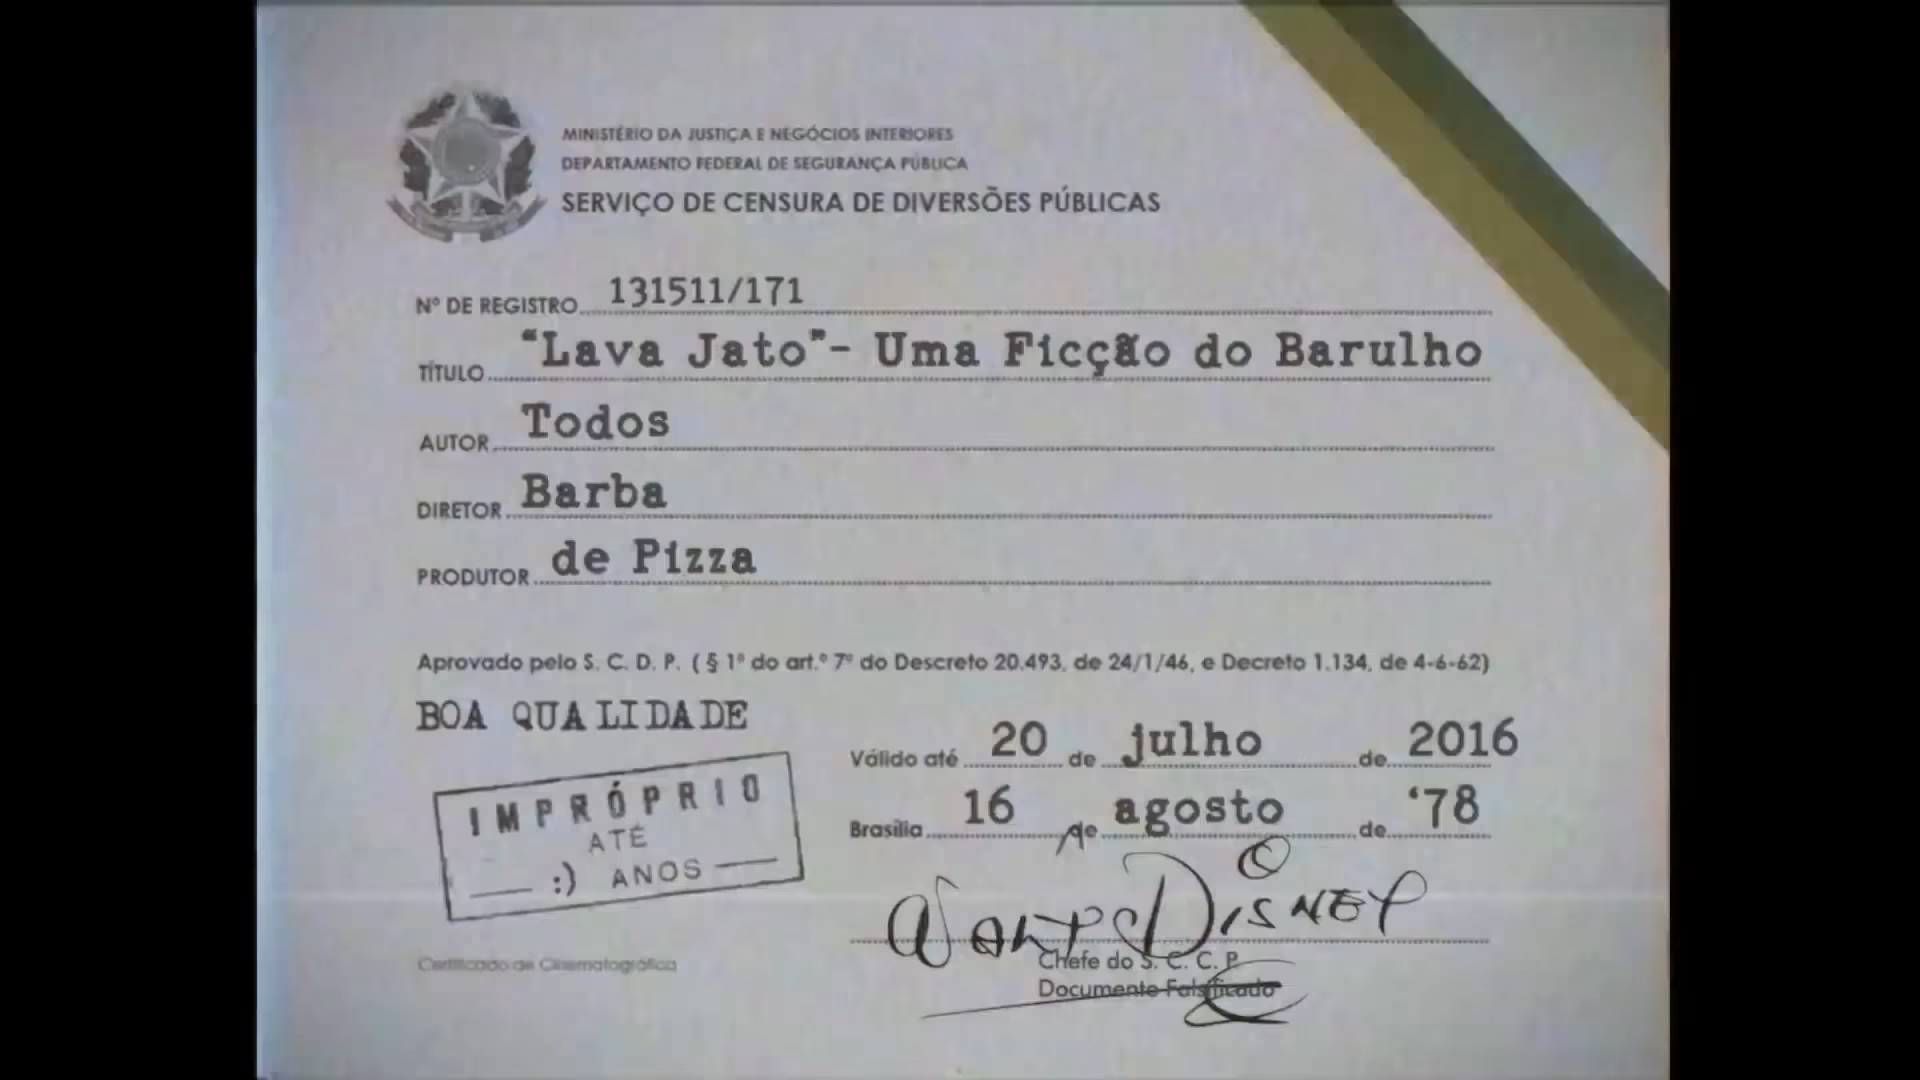 MINISTÉRIO DA JUSTIÇA E NEGÓCIOS INTERIORES
DEPARTAMENTO FEDERAL DE SEGURANÇA PÚBLICA
SERVIÇO DE CENSURA DE DIVERSÕES PÚBLICAS
Nº DE REGISTRO 131511/171
TÍTULO "Lava Jato"- Uma Ficção do Barulho
AUTOR Todos
DIRETOR Barba
PRODUTOR de Pizza
Aprovado pelo S. C. D. P. ( § 1º do art.º 7º do Descreto 20.493, de 24/1/46, e Decreto 1.134, de 4-6-62)
BOA QUALIDADE
Válido até 20 de julho de 2016
Brasília 16 de agosto de '78
IMPRÓPRIO
ATÉ
:) ANOS
Disney
Chefe do S. C. C. P
Documento Falsificado
Certificado de Cinematográfica